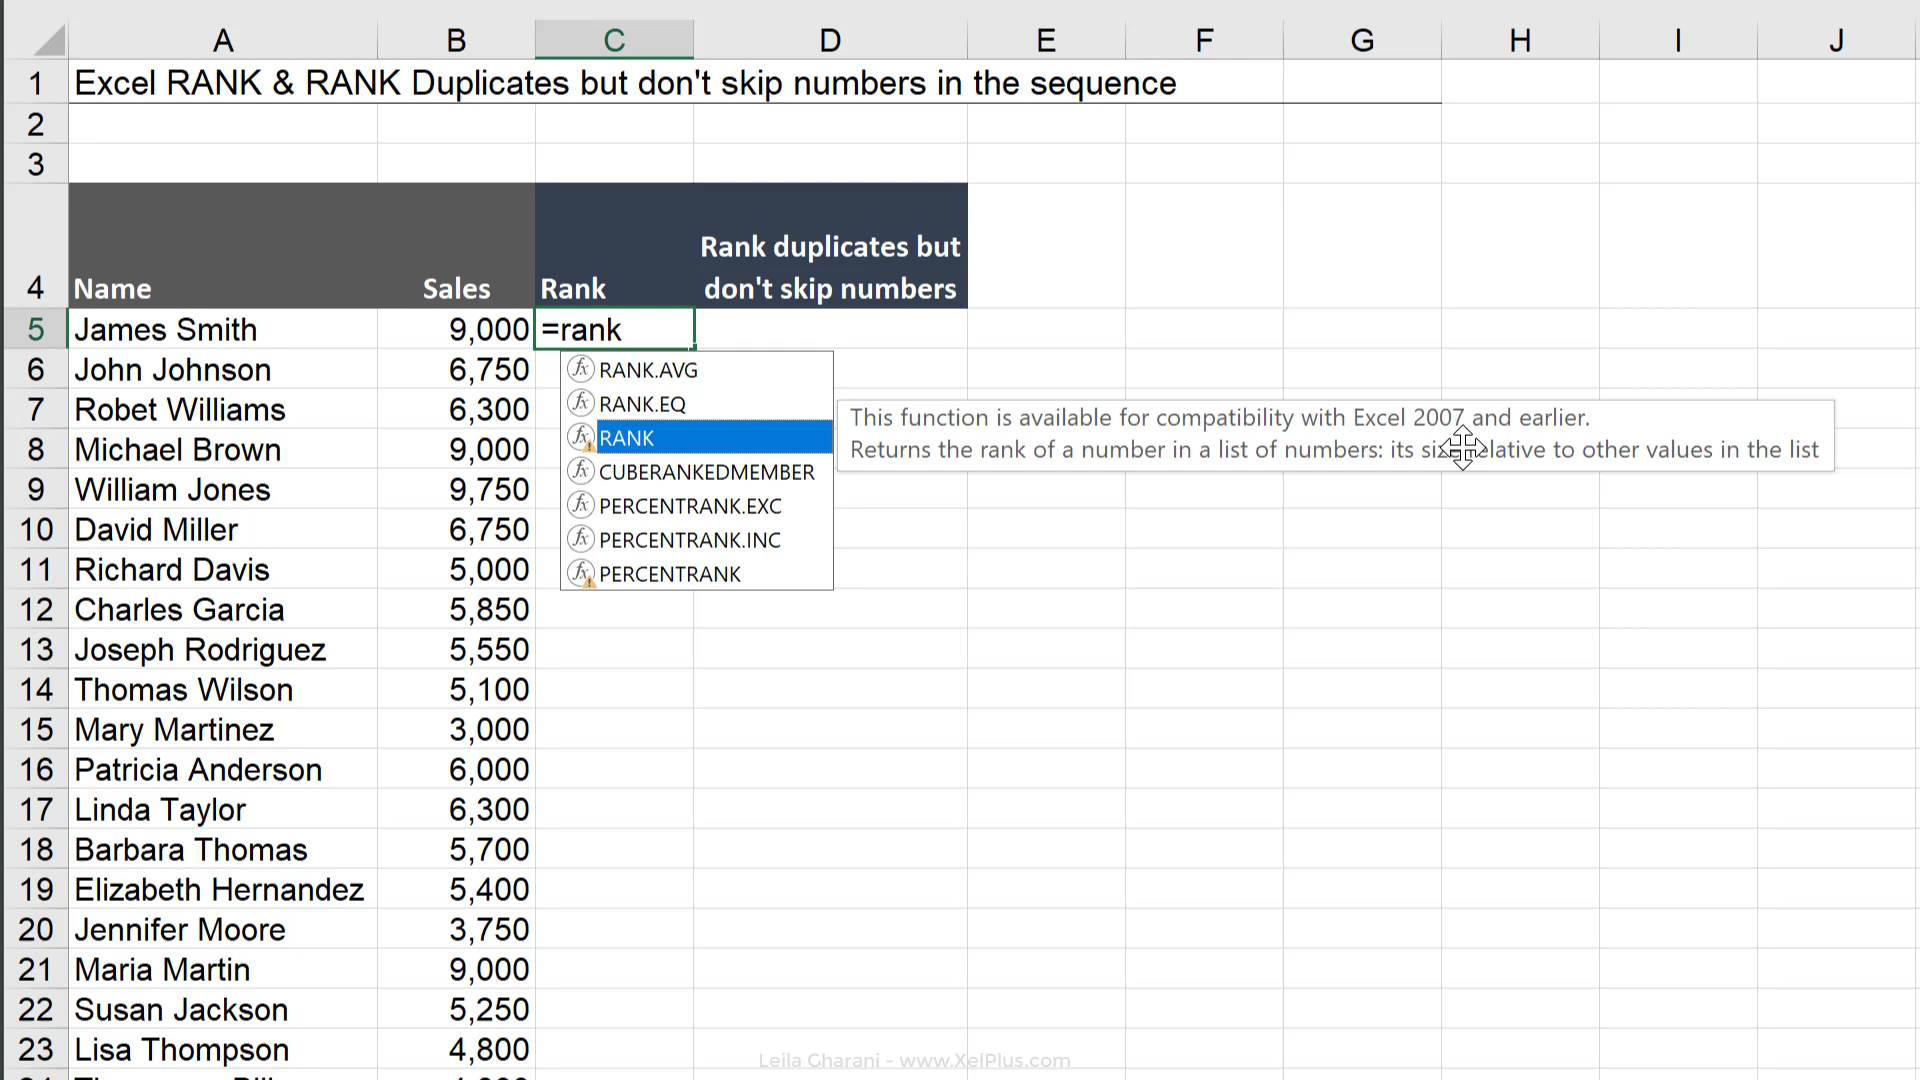 A B C D E F G H I J
1 Excel RANK & RANK Duplicates but don't skip numbers in the sequence
2
3
Rank duplicates but
4 Name Sales Rank don't skip numbers
5 James Smith 9,000 =rank
6 John Johnson 6,750 RANK.AVG
7 Robet Williams 6,300 RANK.EQ
This function is available for compatibility with Excel 2007 and earlier.
8 Michael Brown 9,000 RANK
Returns the rank of a number in a list of numbers: its relative to other values in the list
9 William Jones 9,750 CUBERANKEDMEMBER
PERCENTRANK.EXC
10 David Miller 6,750 PERCENTRANK.INC
11 Richard Davis 5,000 PERCENTRANK
12 Charles Garcia 5,850
13 Joseph Rodriguez 5,550
14 Thomas Wilson 5,100
15 Mary Martinez 3,000
16 Patricia Anderson 6,000
17 Linda Taylor 6,300
18 Barbara Thomas 5,700
19 Elizabeth Hernandez 5,400
20 Jennifer Moore 3,750
21 Maria Martin 9,000
22 Susan Jackson 5,250
23 Lisa Thompson 4,800
Leila Gharani - www.XelPlus.com